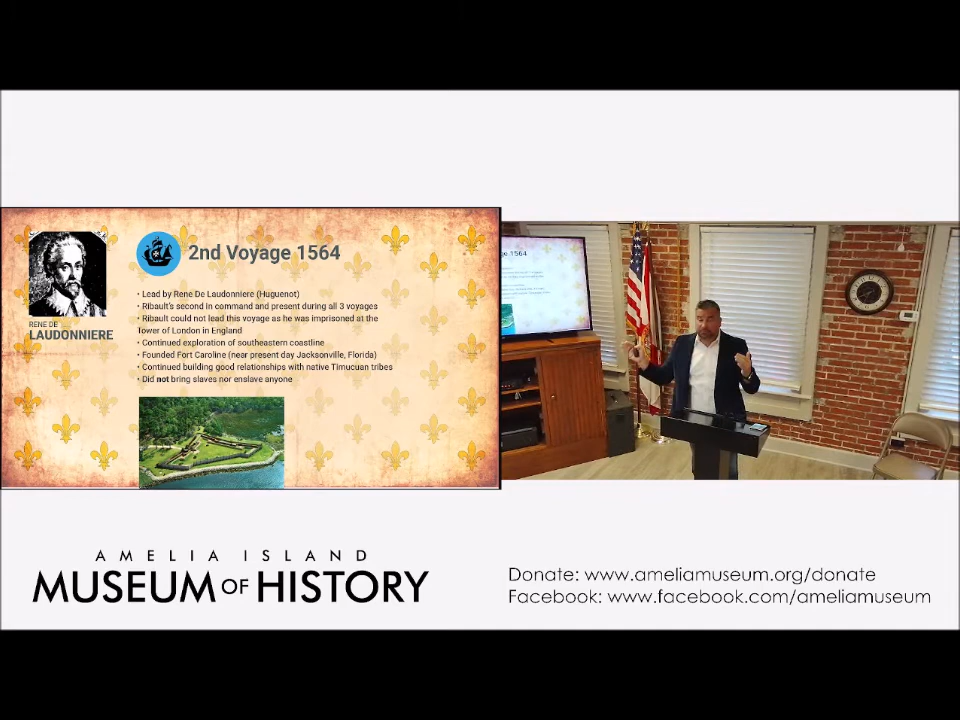 2nd Voyage 1564
RENE DE
LAUDONNIERE
• Lead by Rene De Laudonniere (Huguenot)
• Ribault's second in command and present during all 3 voyages
• Ribault could not lead this voyage as he was imprisoned at the
Tower of London in England
• Continued exploration of southeastern coastline
• Founded Fort Caroline (near present day Jacksonville, Florida)
• Continued building good relationships with native Timucuan tribes
• Did not bring slaves nor enslave anyone
1564
AMELIA ISLAND
MUSEUM OF HISTORY
Donate: www.ameliamuseum.org/donate
Facebook: www.facebook.com/ameliamuseum